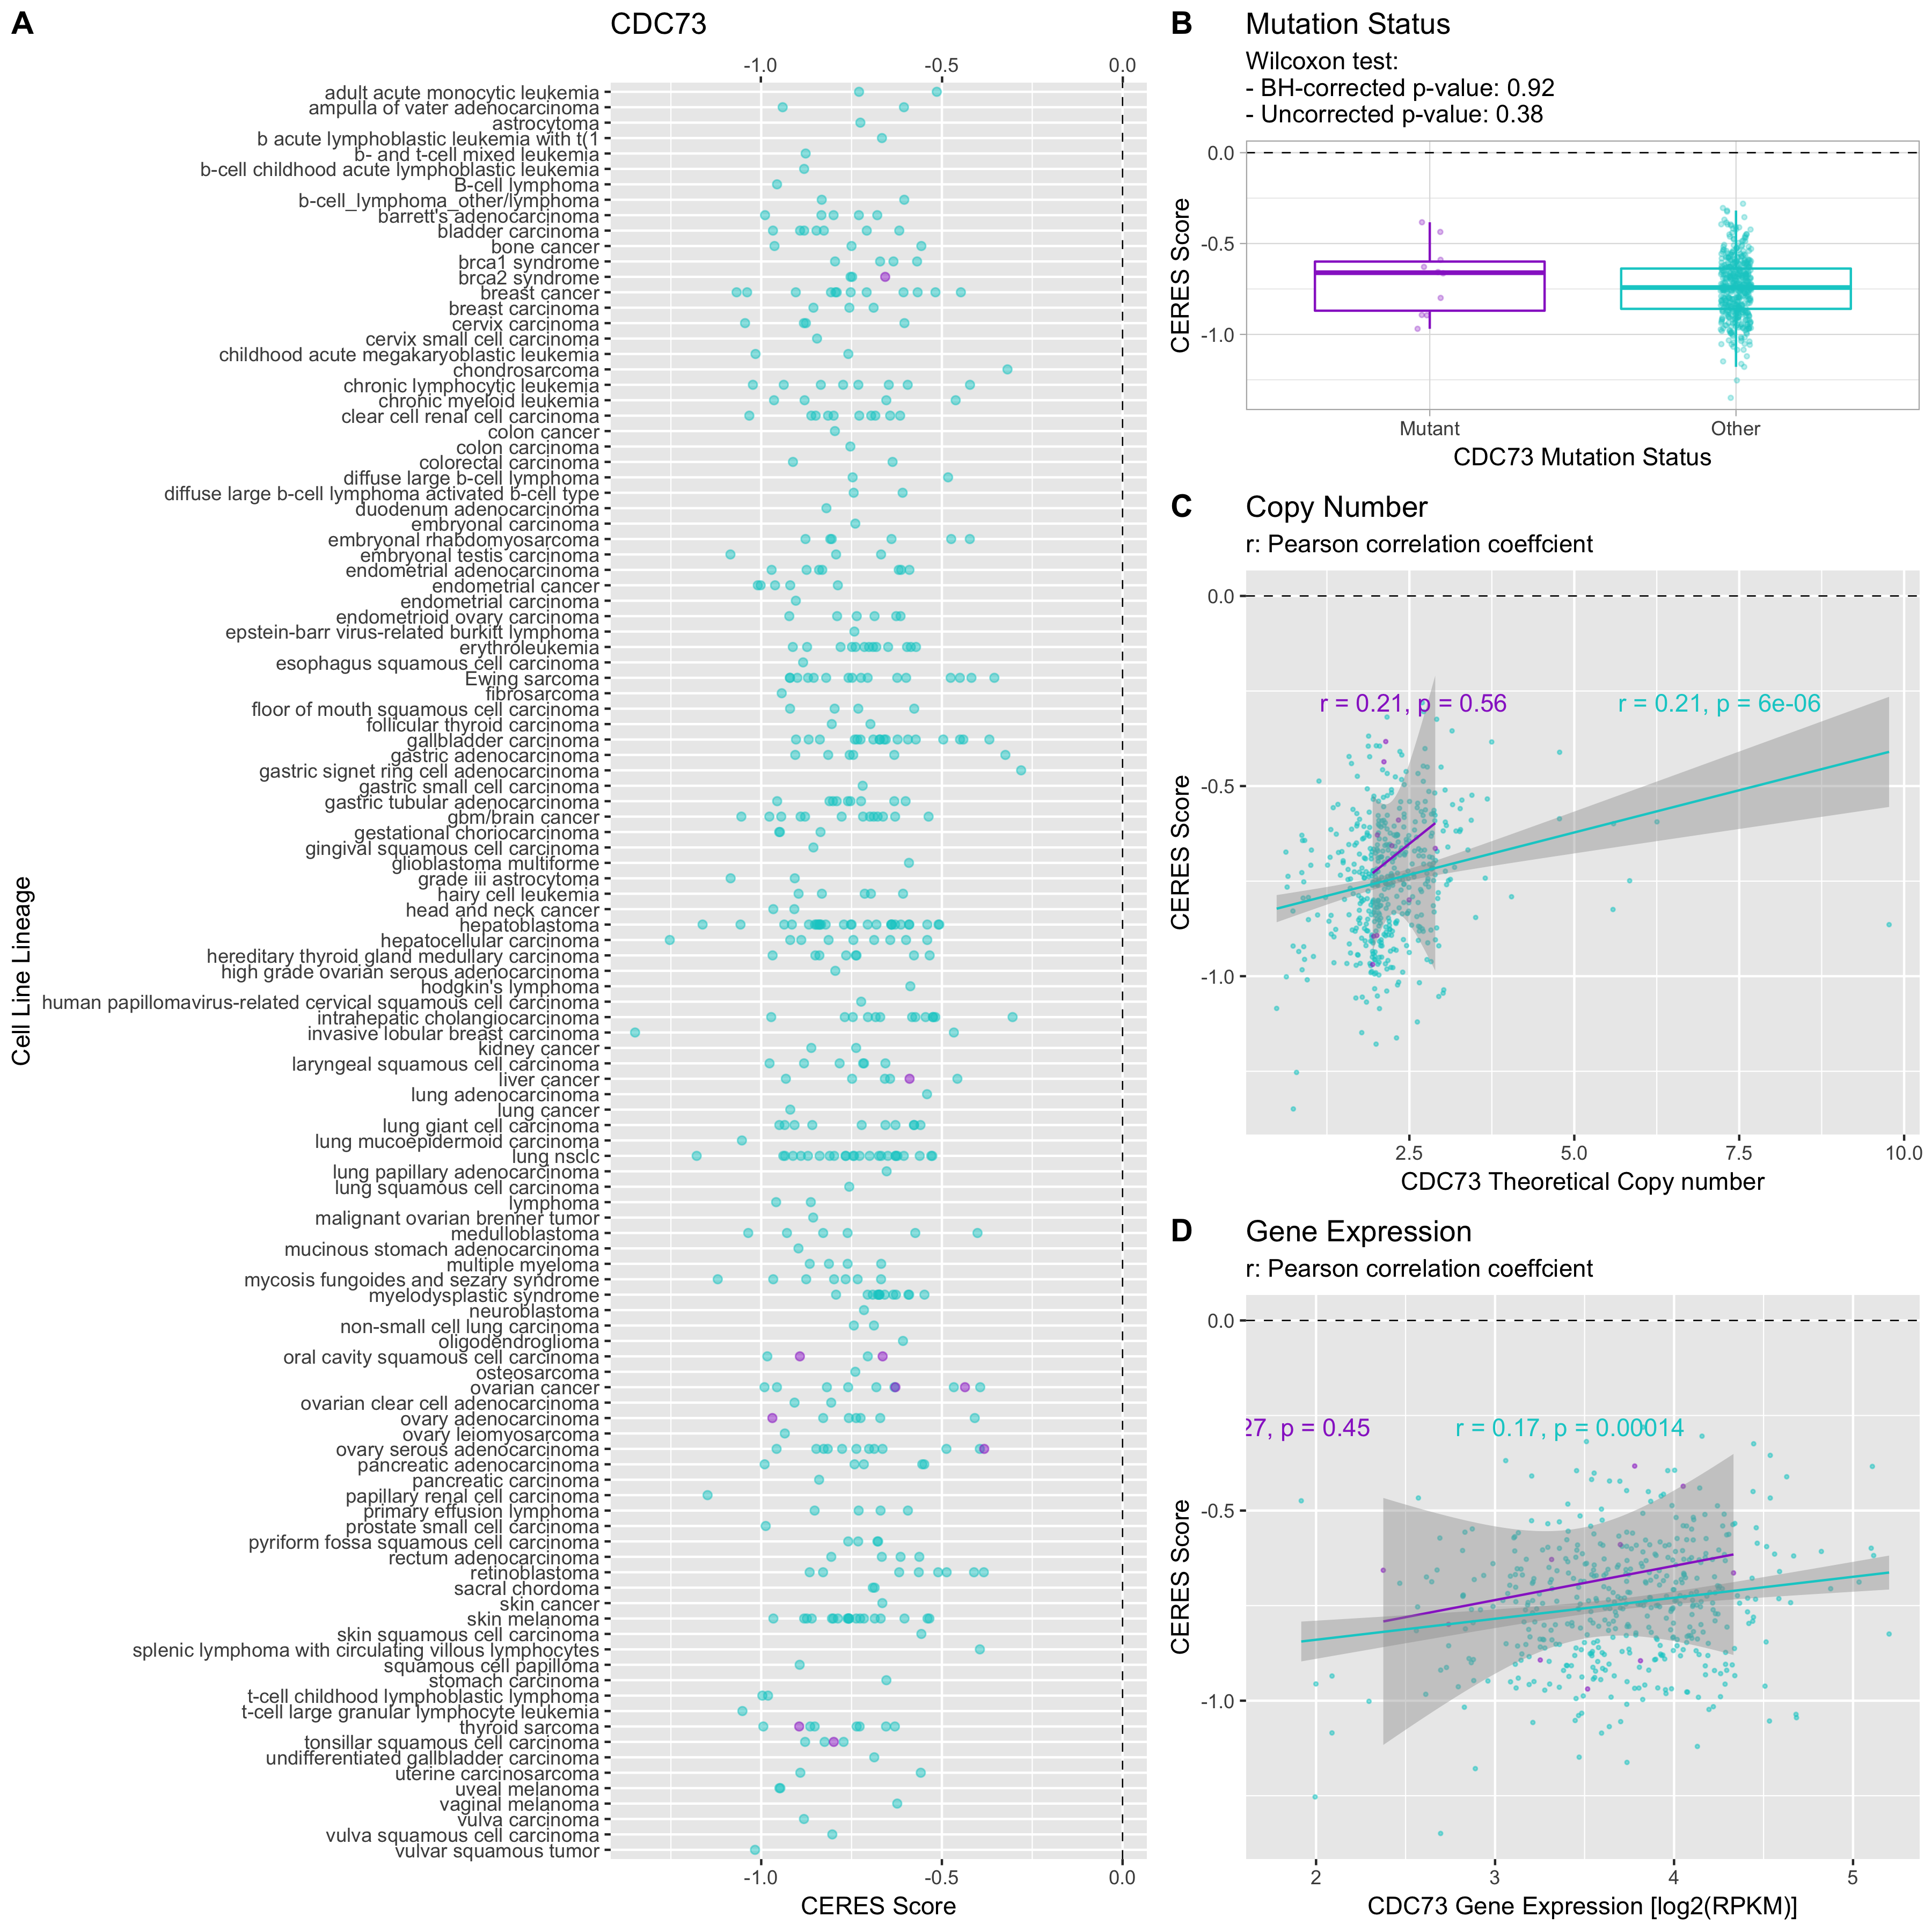 A
CDC73
-1.0 -0.5 0.0
Cell Line Lineage
adult acute monocytic leukemia
ampulla of vater adenocarcinoma
astrocytoma
b acute lymphoblastic leukemia with t(1
b- and t-cell mixed leukemia
b-cell childhood acute lymphoblastic leukemia
B-cell lymphoma
b-cell_lymphoma_other/lymphoma
barrett's adenocarcinoma
bladder carcinoma
bone cancer
brca1 syndrome
brca2 syndrome
breast cancer
breast carcinoma
cervix carcinoma
cervix small cell carcinoma
childhood acute megakaryoblastic leukemia
chondrosarcoma
chronic lymphocytic leukemia
chronic myeloid leukemia
clear cell renal cell carcinoma
colon cancer
colon carcinoma
colorectal carcinoma
diffuse large b-cell lymphoma
diffuse large b-cell lymphoma activated b-cell type
duodenum adenocarcinoma
embryonal carcinoma
embryonal rhabdomyosarcoma
embryonal testis carcinoma
endometrial adenocarcinoma
endometrial cancer
endometrial carcinoma
endometrioid ovary carcinoma
epstein-barr virus-related burkitt lymphoma
erythroleukemia
esophagus squamous cell carcinoma
Ewing sarcoma
fibrosarcoma
floor of mouth squamous cell carcinoma
follicular thyroid carcinoma
gallbladder carcinoma
gastric adenocarcinoma
gastric signet ring cell adenocarcinoma
gastric small cell carcinoma
gastric tubular adenocarcinoma
gbm/brain cancer
gestational choriocarcinoma
gingival squamous cell carcinoma
glioblastoma multiforme
grade iii astrocytoma
hairy cell leukemia
head and neck cancer
hepatoblastoma
hepatocellular carcinoma
hereditary thyroid gland medullary carcinoma
high grade ovarian serous adenocarcinoma
hodgkin's lymphoma
human papillomavirus-related cervical squamous cell carcinoma
intrahepatic cholangiocarcinoma
invasive lobular breast carcinoma
kidney cancer
laryngeal squamous cell carcinoma
liver cancer
lung adenocarcinoma
lung cancer
lung giant cell carcinoma
lung mucoepidermoid carcinoma
lung nsclc
lung papillary adenocarcinoma
lung squamous cell carcinoma
lymphoma
malignant ovarian brenner tumor
medulloblastoma
mucinous stomach adenocarcinoma
multiple myeloma
mycosis fungoides and sezary syndrome
myelodysplastic syndrome
neuroblastoma
non-small cell lung carcinoma
oligodendroglioma
oral cavity squamous cell carcinoma
osteosarcoma
ovarian cancer
ovarian clear cell adenocarcinoma
ovary adenocarcinoma
ovary leiomyosarcoma
ovary serous adenocarcinoma
pancreatic adenocarcinoma
pancreatic carcinoma
papillary renal cell carcinoma
primary effusion lymphoma
prostate small cell carcinoma
pyriform fossa squamous cell carcinoma
rectum adenocarcinoma
retinoblastoma
sacral chordoma
skin cancer
skin melanoma
skin squamous cell carcinoma
splenic lymphoma with circulating villous lymphocytes
squamous cell papilloma
stomach carcinoma
t-cell childhood lymphoblastic lymphoma
t-cell large granular lymphocyte leukemia
thyroid sarcoma
tonsillar squamous cell carcinoma
undifferentiated gallbladder carcinoma
uterine carcinosarcoma
uveal melanoma
vaginal melanoma
vulva carcinoma
vulva squamous cell carcinoma
vulvar squamous tumor
-1.0 -0.5 0.0
CERES Score
B
Mutation Status
Wilcoxon test:
- BH-corrected p-value: 0.92
- Uncorrected p-value: 0.38
CERES Score
0.0
-0.5
-1.0
Mutant Other
CDC73 Mutation Status
C
Copy Number
r: Pearson correlation coeffcient
CERES Score
0.0
-0.5
-1.0
r = 0.21, p = 0.56 r = 0.21, p = 6e-06
2.5 5.0 7.5 10.0
CDC73 Theoretical Copy number
D
Gene Expression
r: Pearson correlation coeffcient
CERES Score
0.0
-0.5
-1.0
27, p = 0.45 r = 0.17, p = 0.00014
2 3 4 5
CDC73 Gene Expression [log2(RPKM)]